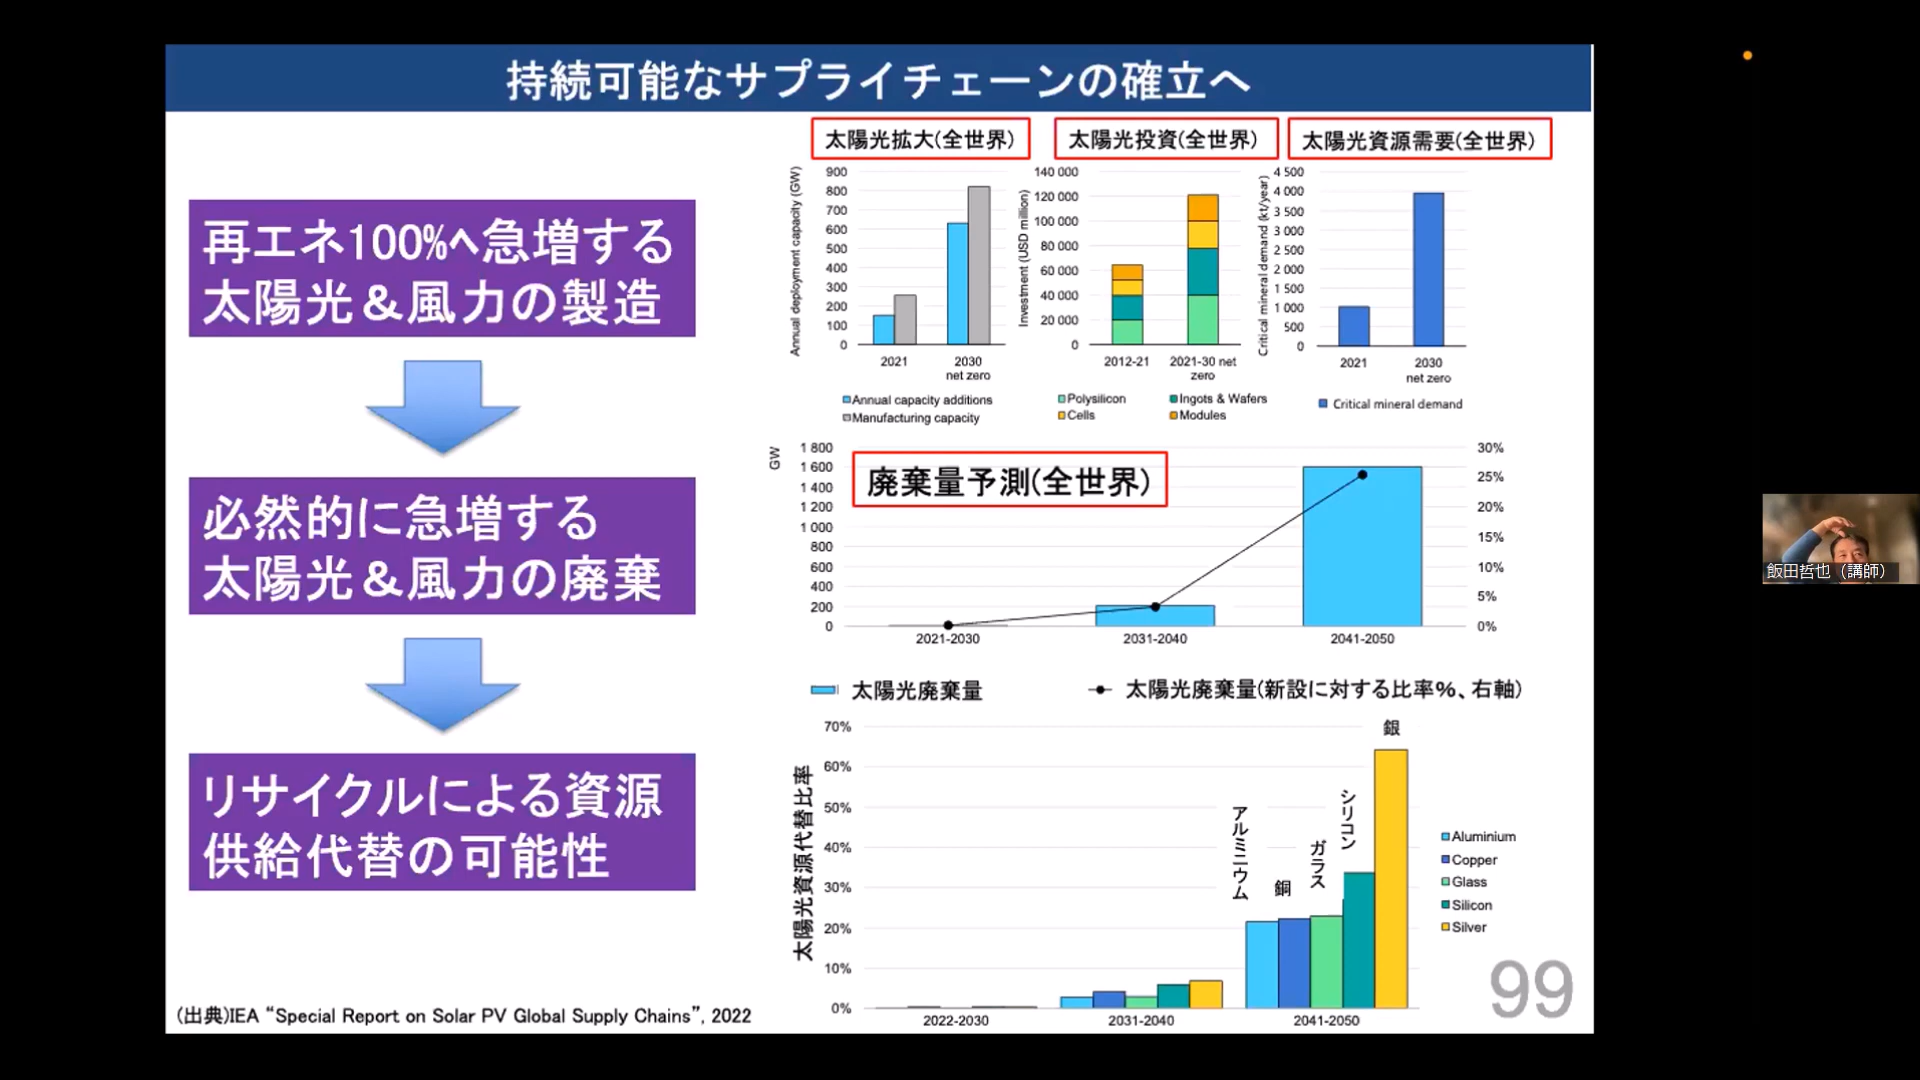 持続可能なサプライチェーンの確立へ
再エネ100%へ急増する
太陽光＆風力の製造
必然的に急増する
太陽光＆風力の廃棄
リサイクルによる資源
供給代替の可能性
(出典)IEA “Special Report on Solar PV Global Supply Chains”, 2022
太陽光拡大(全世界)
Annual deployment capacity (GW)
900
800
700
600
500
400
300
200
100
0
2021
2030
net zero
Annual capacity additions
Manufacturing capacity
太陽光投資(全世界)
Investment (USD million)
140 000
120 000
100 000
80 000
60 000
40 000
20 000
0
2012-21
2021-30 net
zero
Polysilicon
Ingots & Wafers
Cells
Modules
太陽光資源需要(全世界)
Critical mineral demand (kt/year)
4 500
4 000
3 500
3 000
2 500
2 000
1 500
1 000
500
0
2021
2030
net zero
Critical mineral demand
廃棄量予測(全世界)
GW
1 800
1 600
1 400
1 200
1 000
800
600
400
200
0
30%
25%
20%
15%
10%
5%
0%
2021-2030
2031-2040
2041-2050
太陽光廃棄量
太陽光廃棄量(新設に対する比率%、右軸)
太陽光資源代替比率
70%
60%
50%
40%
30%
20%
10%
0%
アルミニウム
銅
ガラス
シリコン
銀
2022-2030
2031-2040
2041-2050
Aluminium
Copper
Glass
Silicon
Silver
99
飯田哲也（講師）